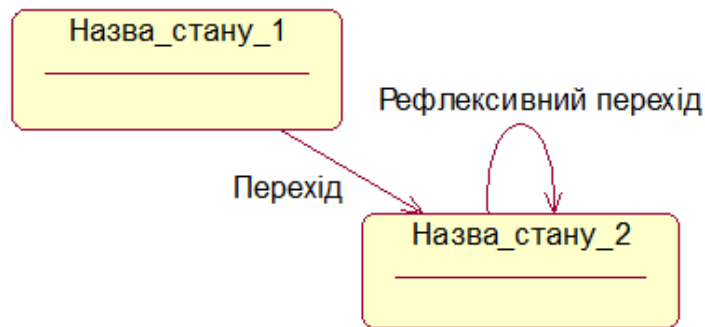 Назва_стану_1
Рефлексивний перехід
Перехід
Назва_стану_2